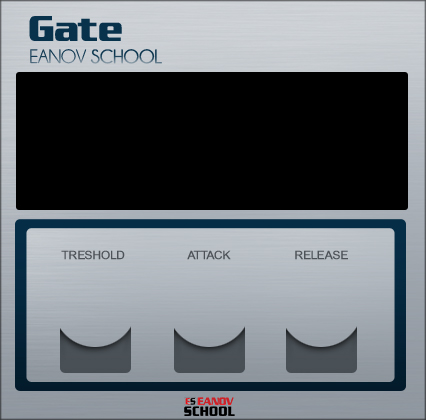 Gate
EANOV SCHOOL
TRESHOLD ATTACK RELEASE
ES EANOV
SCHOOL